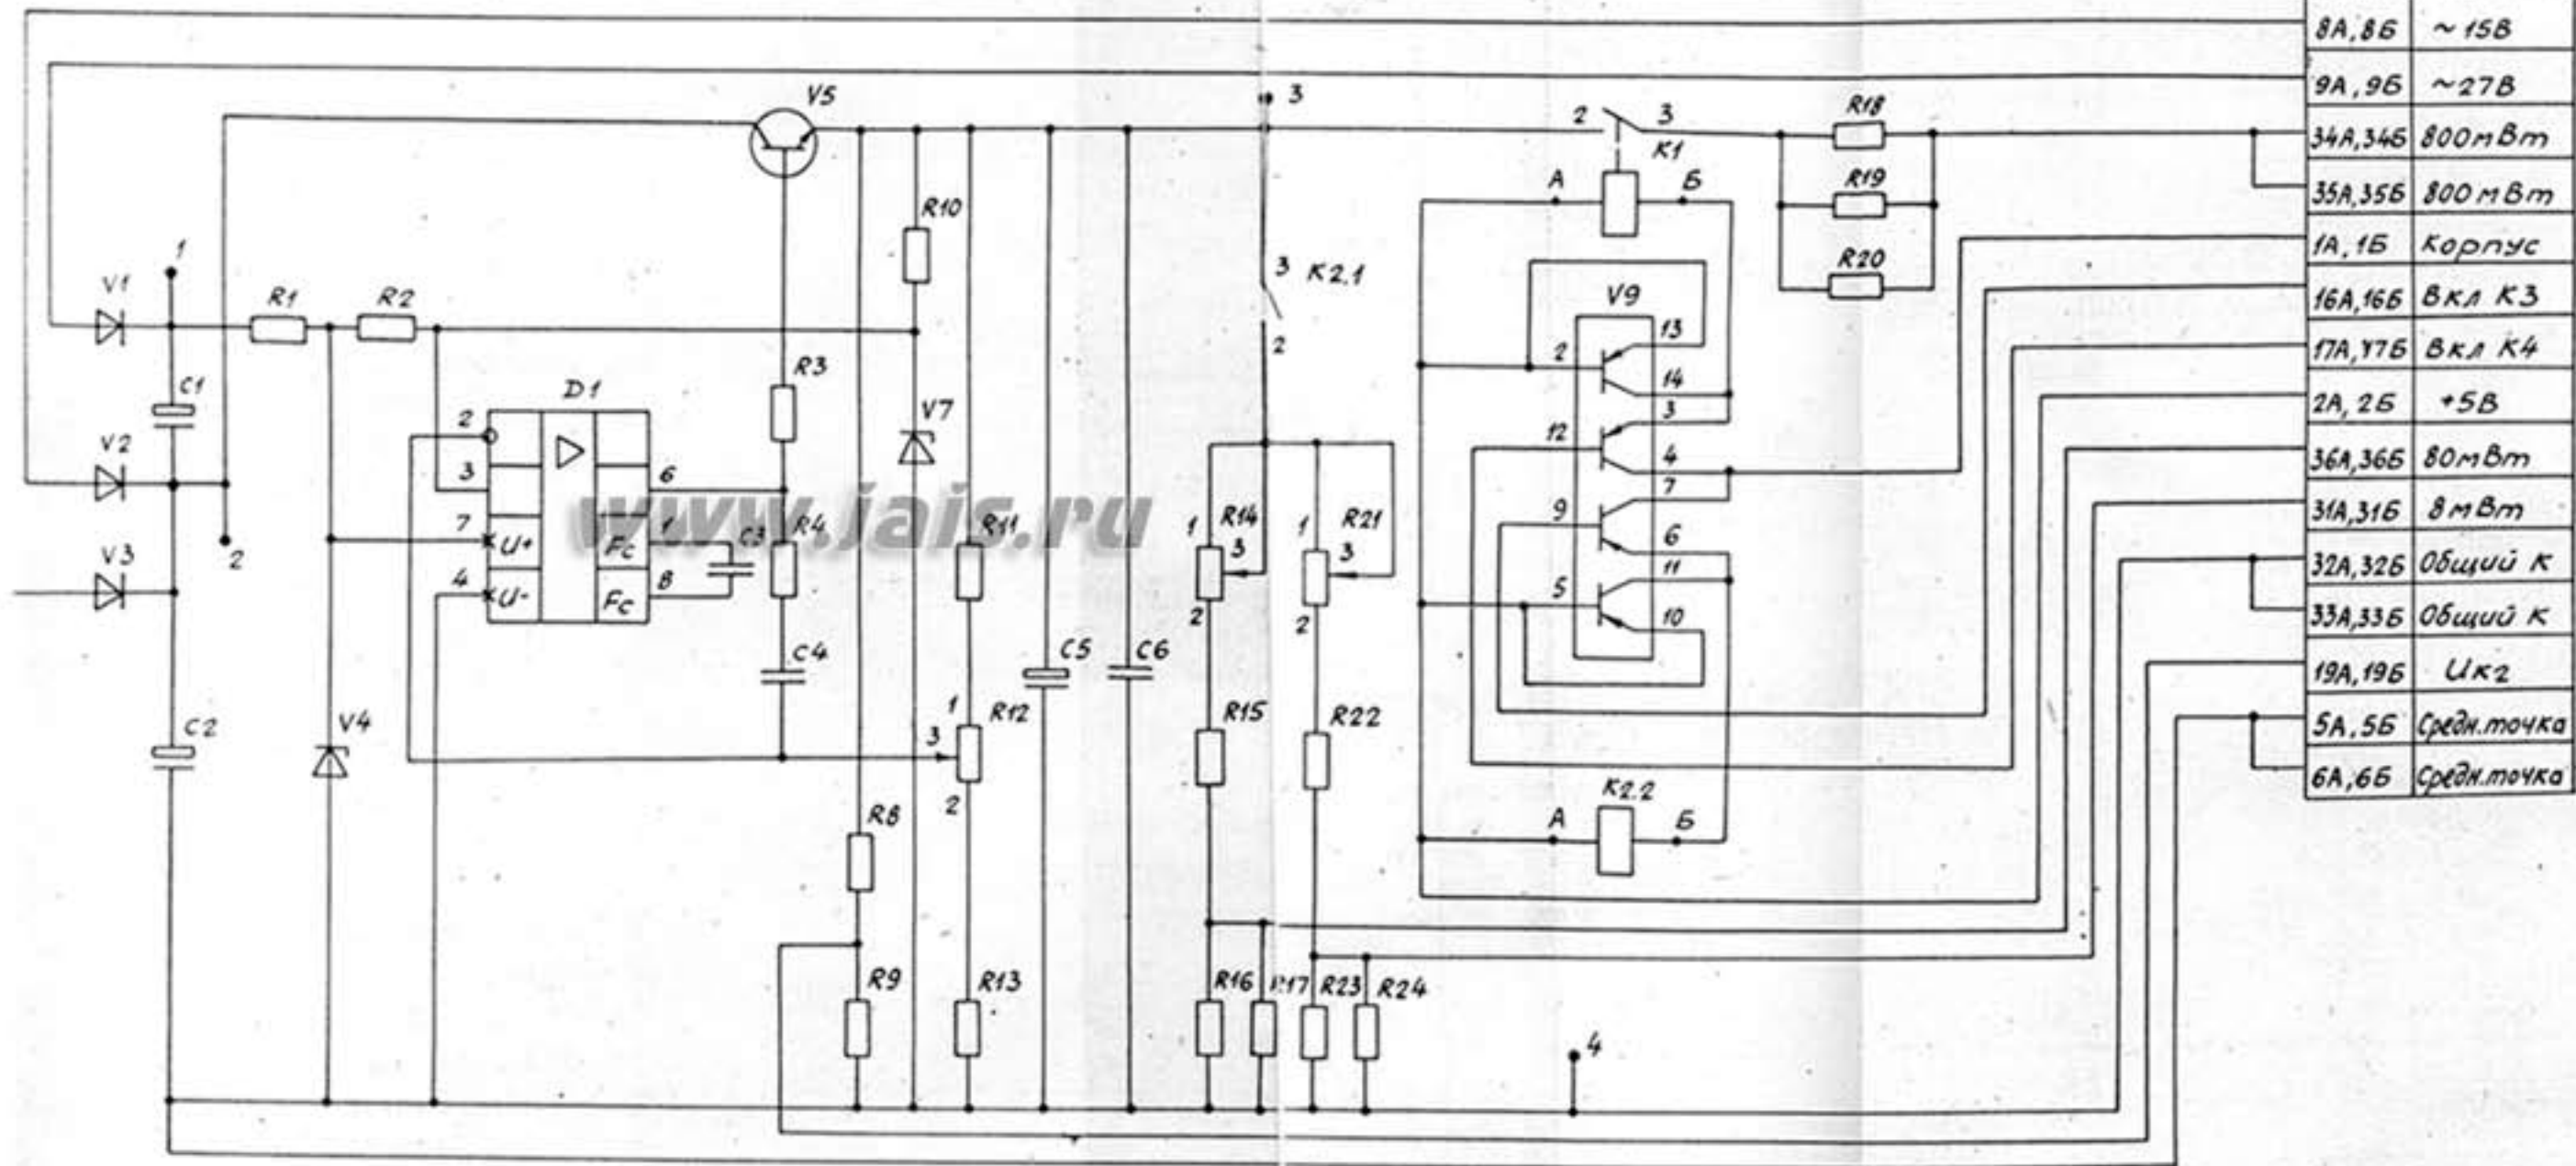 8А,8Б ~15В
9А,9Б ~27В
34А,34Б 800мВт
35А,35Б 800мВт
1А,1Б Корпус
16А,16Б Вкл К3
17А,17Б Вкл К4
2А,2Б +5В
36А,36Б 80мВт
31А,31Б 8мВт
32А,32Б Общий К
33А,33Б Общий К
19А,19Б Uк2
5А,5Б Средн.точка
6А,6Б Средн.точка
V5
3
2 3
К1
R18
R19
R20
А Б
R10
1
V1
R1 R2
C1
V2
V3
2
C2
V4
D1
2
3
7 U+
4 U-
6
1 Fc
8 Fc
C3
R3
R4
C4
V7
R11
1
R12
3
2
R8
R9
R13
C5
C6
3 К2.1
2
1 R14
3
2
1 R21
3
2
R15
R22
R16 R17 R23 R24
V9
13
2
14
3
12
4
7
9
6
11
5
10
К2.2
А Б
4
www.jais.ru